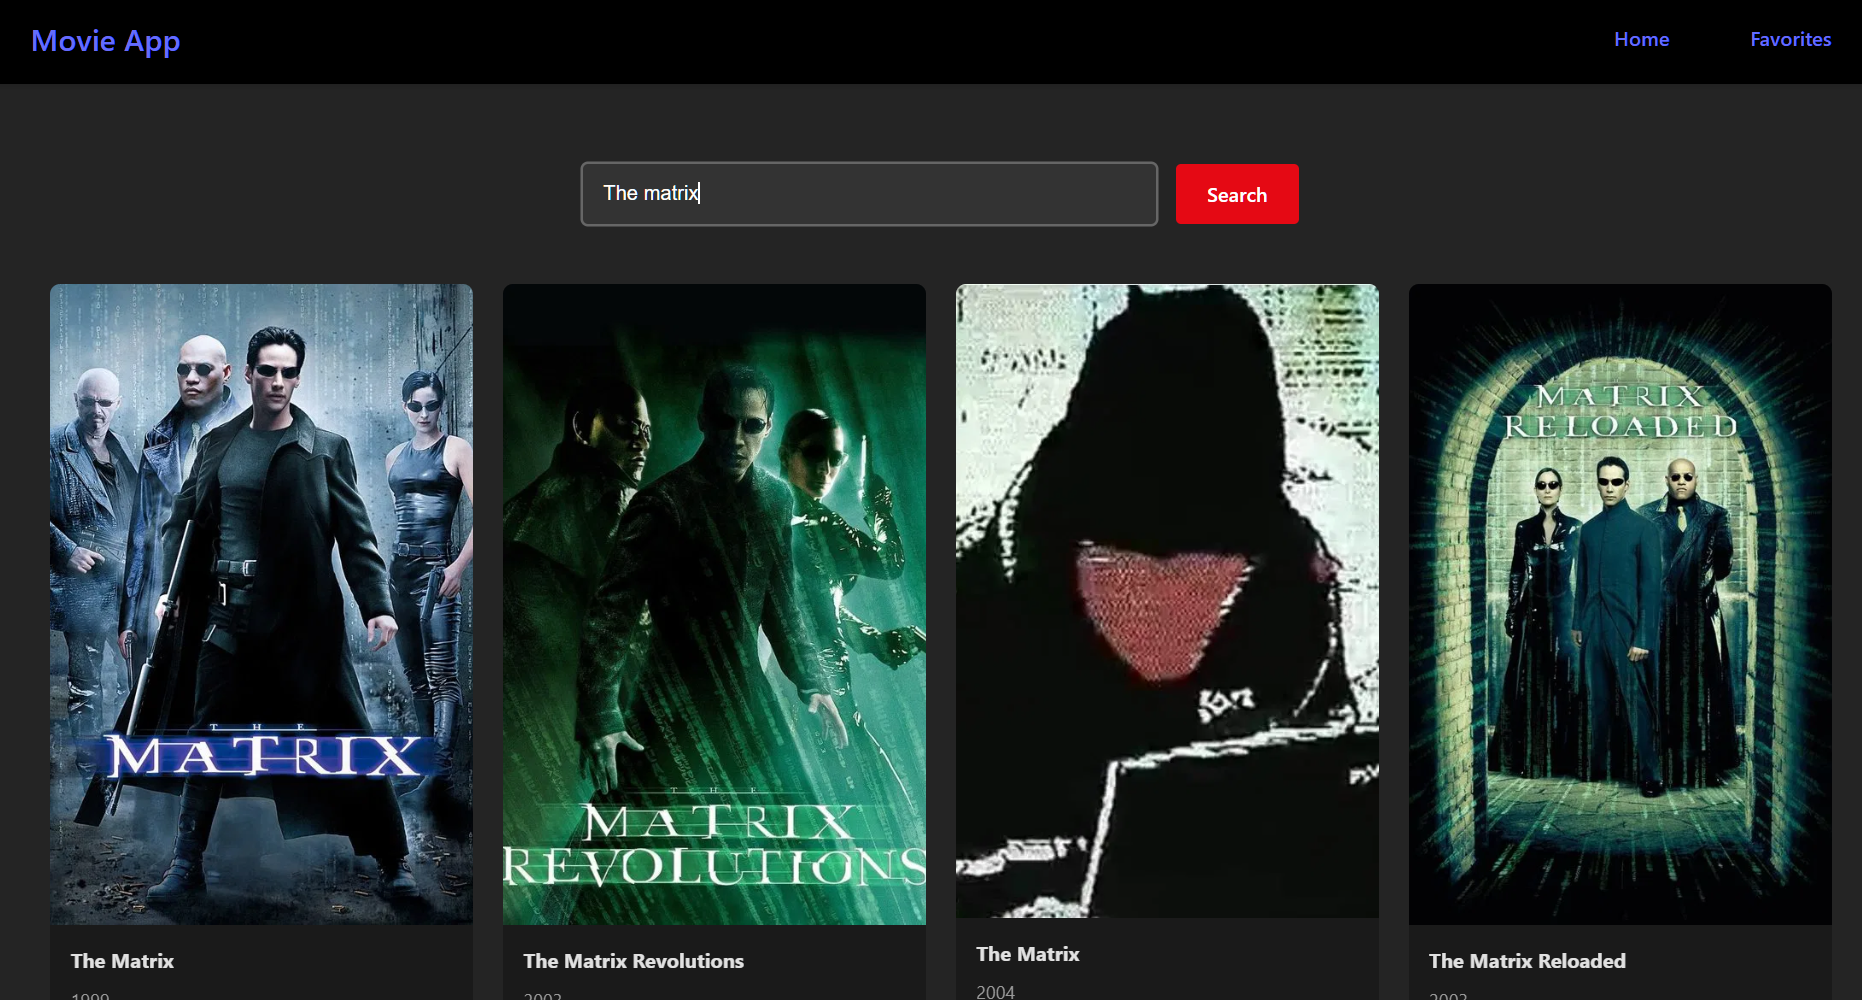 Movie App
Home
Favorites
The matrix
Search
THE
MATRIX
THE
MATRIX
REVOLUTIONS
MATRIX
RELOADED
The Matrix
The Matrix Revolutions
The Matrix
The Matrix Reloaded
1999
2003
2004
2003